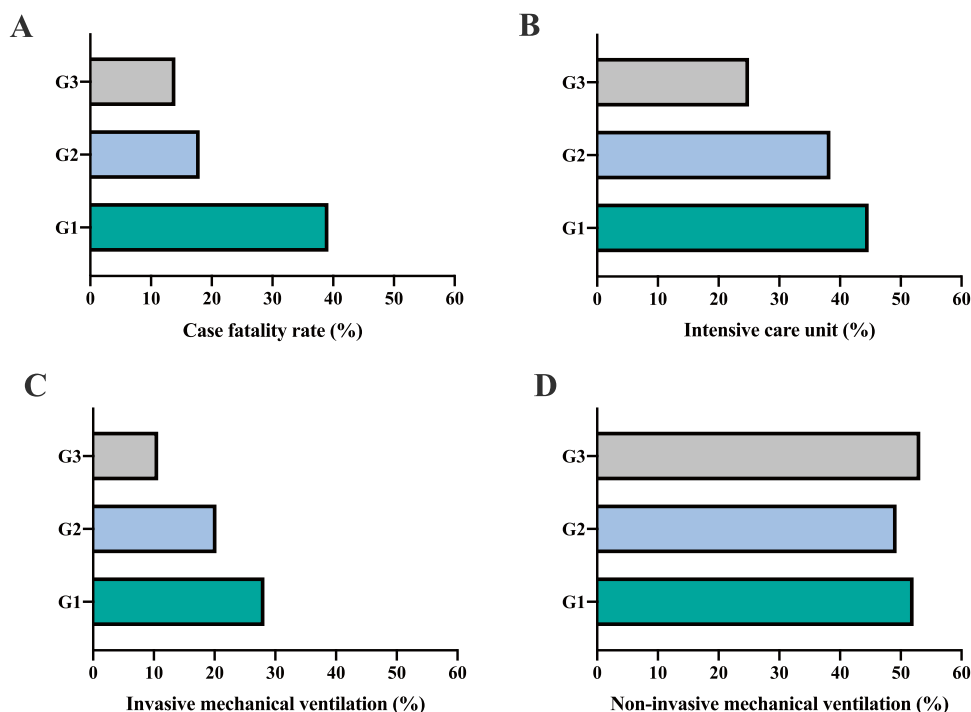 A
G3
G2
G1
0 10 20 30 40 50 60
Case fatality rate (%)
B
G3
G2
G1
0 10 20 30 40 50 60
Intensive care unit (%)
C
G3
G2
G1
0 10 20 30 40 50 60
Invasive mechanical ventilation (%)
D
G3
G2
G1
0 10 20 30 40 50 60
Non-invasive mechanical ventilation (%)